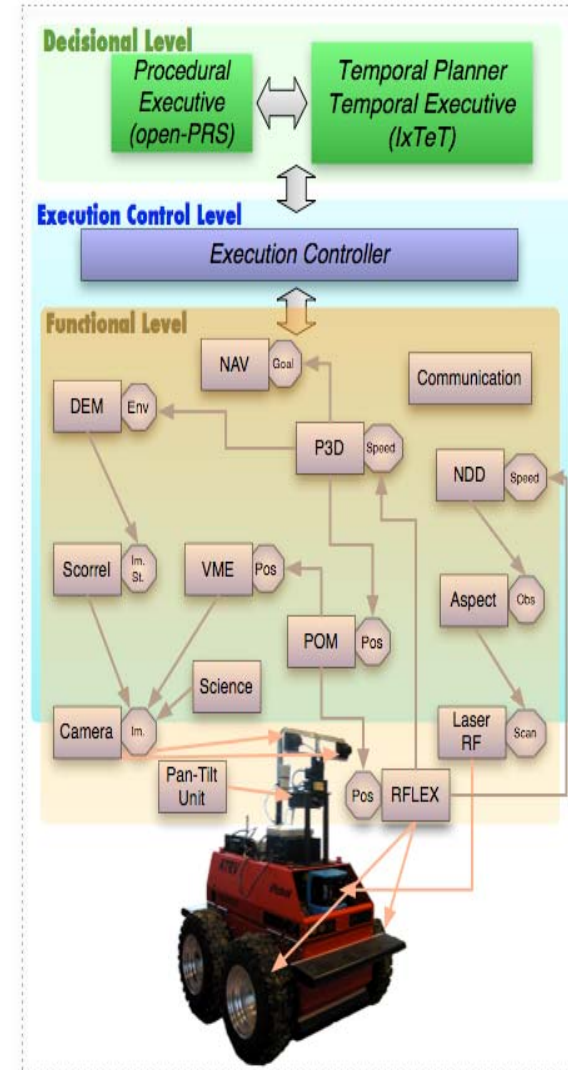 Decisional Level
Procedural
Executive
(open-PRS)
Temporal Planner
Temporal Executive
(IxTeT)
Execution Control Level
Execution Controller
Functional Level
NAV
Goal
Communication
DEM
Env
P3D
Speed
NDD
Speed
Scorrel
Im.
St.
VME
Pos
Aspect
Obs
POM
Pos
Science
Camera
Im.
Laser
RF
Scan
Pan-Tilt
Unit
Pos
RFLEX